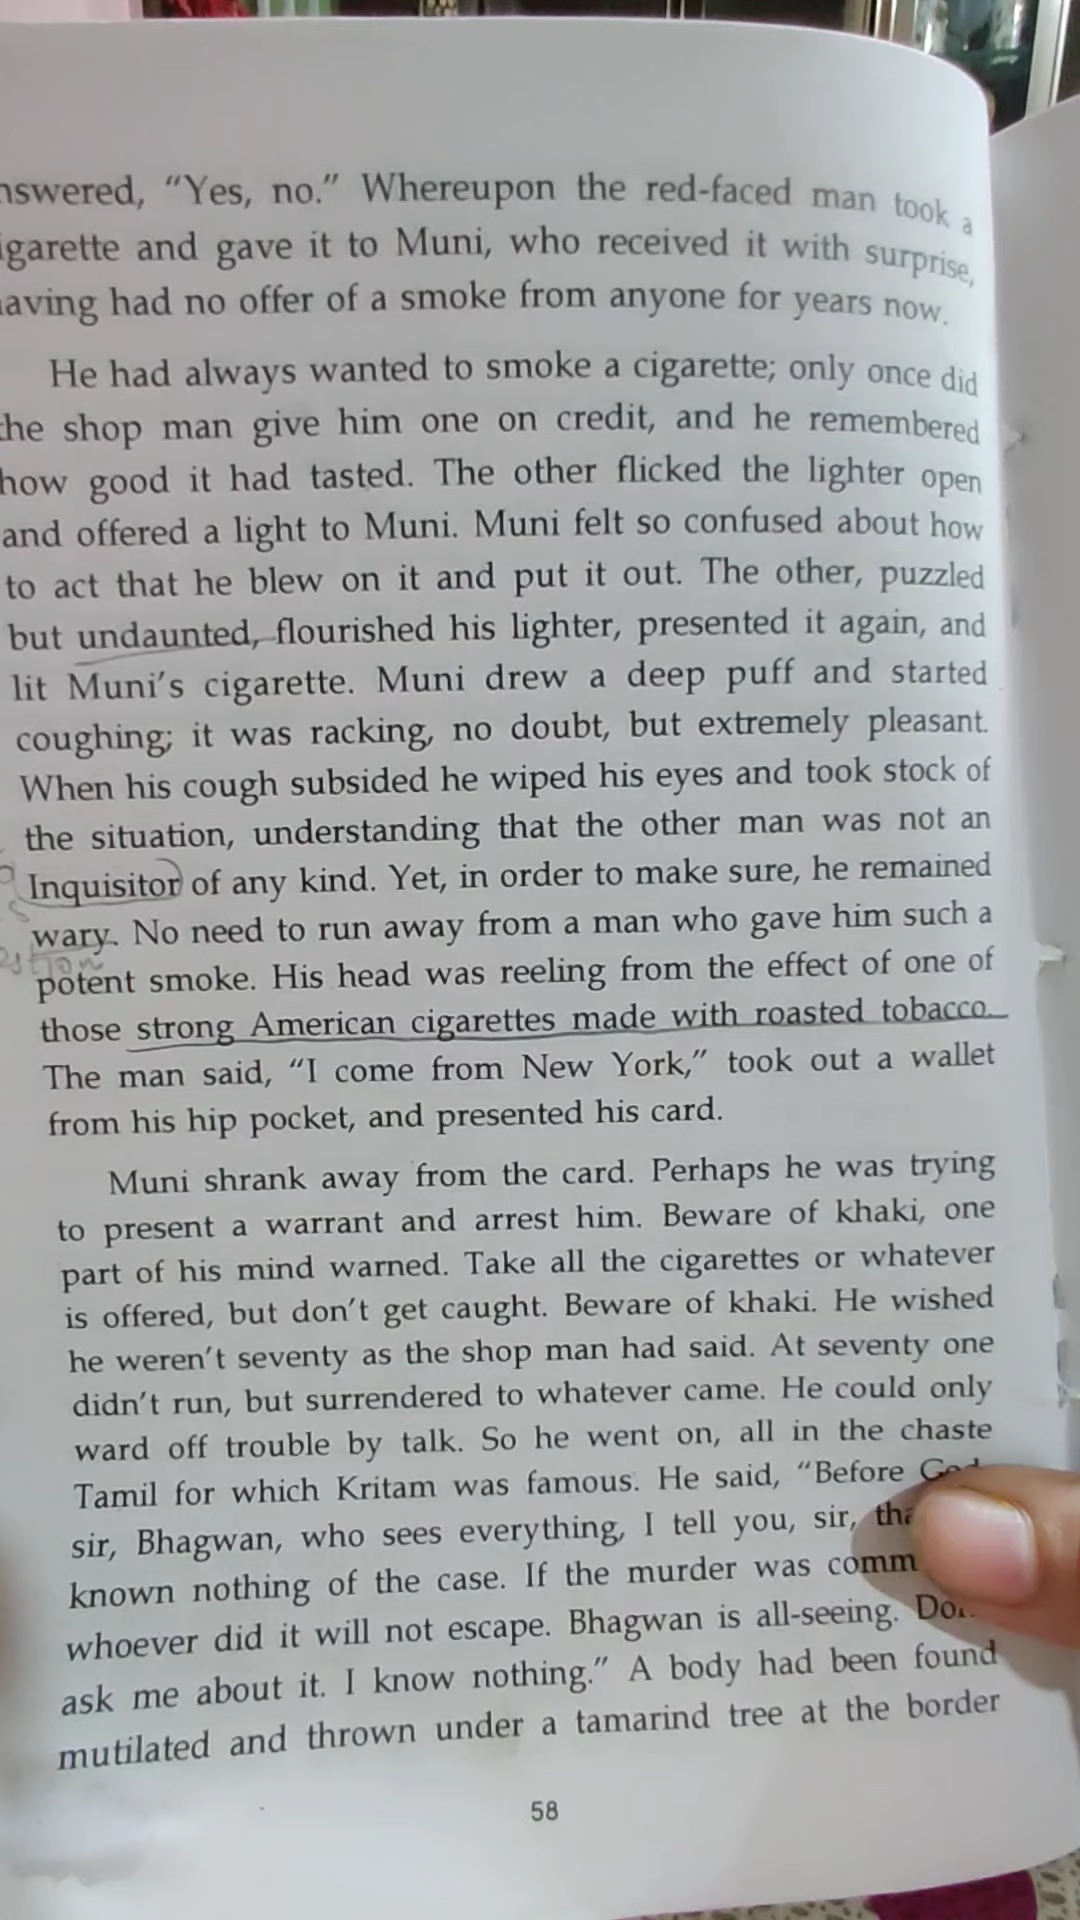 nswered, “Yes, no.” Whereupon the red-faced man took a
igarette and gave it to Muni, who received it with surprise,
aving had no offer of a smoke from anyone for years now.
He had always wanted to smoke a cigarette; only once did
the shop man give him one on credit, and he remembered
how good it had tasted. The other flicked the lighter open
and offered a light to Muni. Muni felt so confused about how
to act that he blew on it and put it out. The other, puzzled
but undaunted, flourished his lighter, presented it again, and
lit Muni’s cigarette. Muni drew a deep puff and started
coughing; it was racking, no doubt, but extremely pleasant.
When his cough subsided he wiped his eyes and took stock of
the situation, understanding that the other man was not an
Inquisitor of any kind. Yet, in order to make sure, he remained
wary. No need to run away from a man who gave him such a
potent smoke. His head was reeling from the effect of one of
those strong American cigarettes made with roasted tobacco.
The man said, “I come from New York,” took out a wallet
from his hip pocket, and presented his card.
Muni shrank away from the card. Perhaps he was trying
to present a warrant and arrest him. Beware of khaki, one
part of his mind warned. Take all the cigarettes or whatever
is offered, but don’t get caught. Beware of khaki. He wished
he weren’t seventy as the shop man had said. At seventy one
didn’t run, but surrendered to whatever came. He could only
ward off trouble by talk. So he went on, all in the chaste
Tamil for which Kritam was famous. He said, “Before God,
sir, Bhagwan, who sees everything, I tell you, sir,
known nothing of the case. If the murder was comm
whoever did it will not escape. Bhagwan is all-seeing.
ask me about it. I know nothing.” A body had been found
mutilated and thrown under a tamarind tree at the border
58